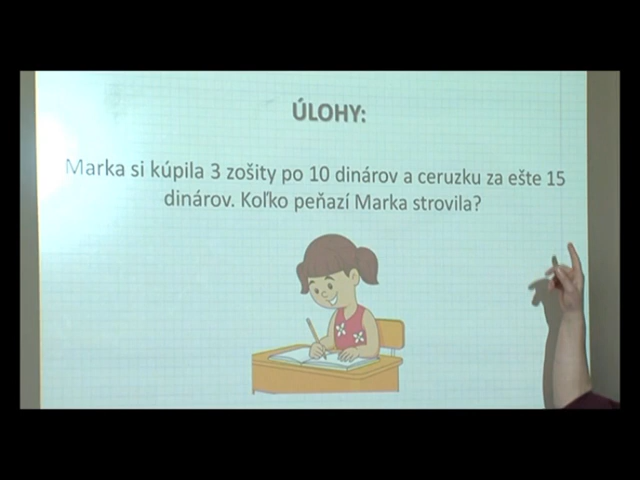 ÚLOHY:
Marka si kúpila 3 zošity po 10 dinárov a ceruzku za ešte 15
dinárov. Koľko peňazí Marka strovila?